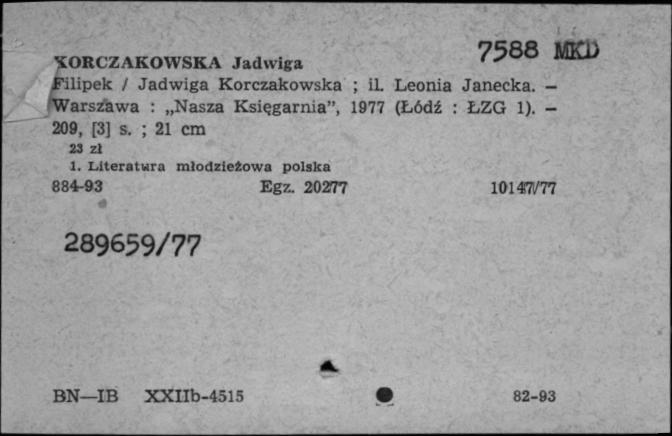 7588 MKD
KORCZAKOWSKA Jadwiga
Filipek / Jadwiga Korczakowska ; il. Leonia Janecka. —
Warszawa : „Nasza Księgarnia”, 1977 (Łódź : ŁZG 1). —
209, [3] s. ; 21 cm
23 zł
1. Literatura młodzieżowa polska
884-93 Egz. 20277 10147/77
289659/77
BN—IB XXIIb-4515 82-93